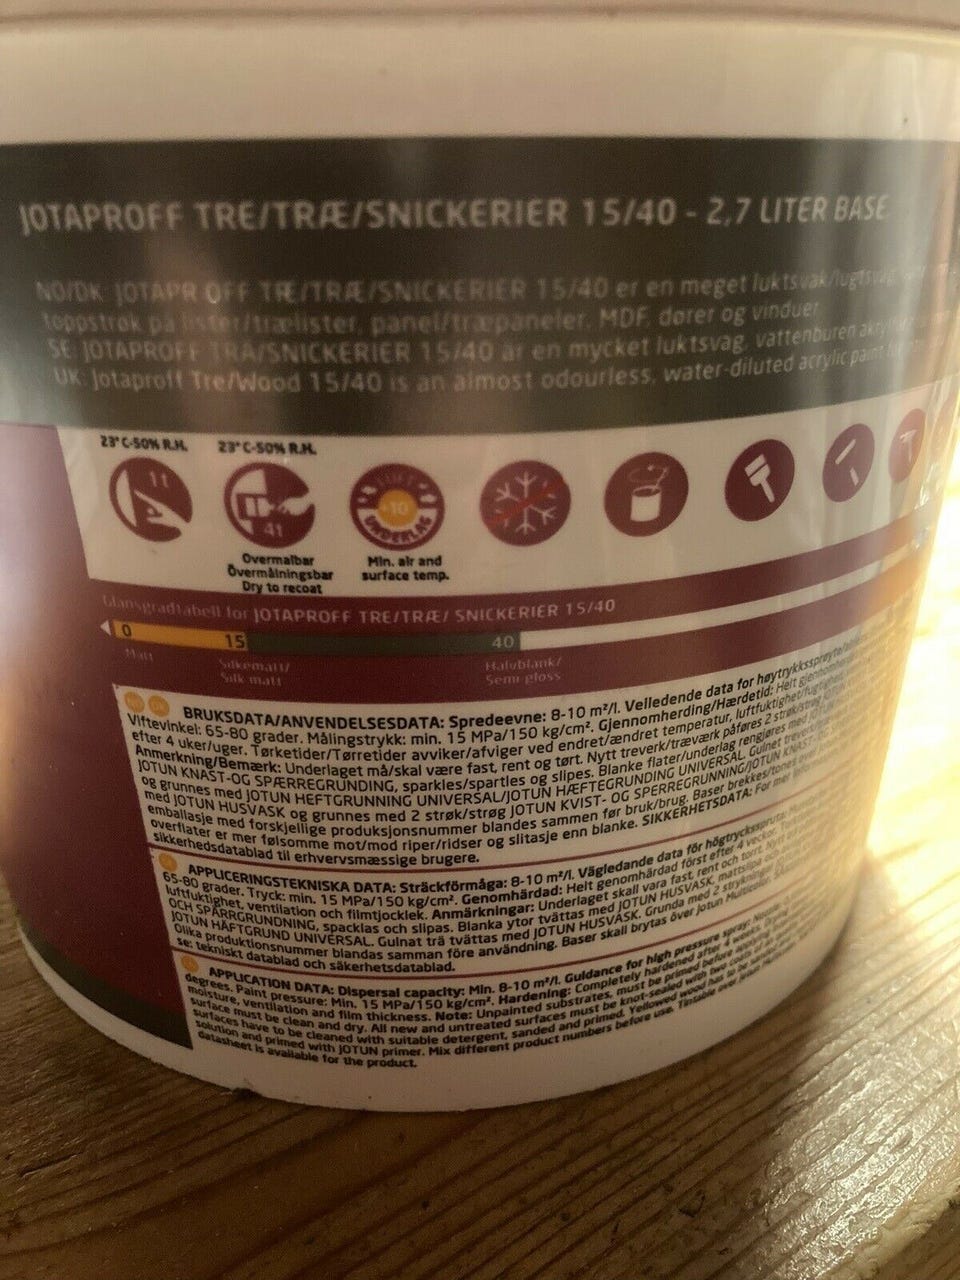 JOTAPROFF TRE/TRÆ/SNICKERIER 15/40 - 2,7 LITER BASE
NO/DK: JOTAPROFF TRE/TRÆ/SNICKERIER 15/40 er en meget luktsvak/lugtsvag,
toppstrøk på lister/trælister, panel/træpaneler, MDF, dører og vinduer
SE: JOTAPROFF TRÄ/SNICKERIER 15/40 är en mycket luktsvag, vattenburen
UK: Jotaproff Tre/Wood 15/40 is an almost odourless, water-diluted acrylic paint
23°C-50% R.H.
23°C-50% R.H.
1t
4t
LUFT
+10°
UNDERLAG
Overmalbar
Övermålningsbar
Dry to recoat
Min. air and
surface temp.
Glansgradtabell for JOTAPROFF TRE/TRÆ/ SNICKERIER 15/40
0
15
40
Matt
Silkematt/
Silk matt
Halvblank/
Semi gloss
NO DK BRUKSDATA/ANVENDELSESDATA: Spredeevne: 8-10 m²/l. Veiledende data for høytrykkssprøyte/
Viftevinkel: 65-80 grader. Målingstrykk: min. 15 MPa/150 kg/cm². Gjennomherding/Hærdetid: Helt
efter 4 uker/uger. Tørketider/Tørretider avviker/afviger ved endret/ændret temperatur, luftfuktighet/fugtighed
Anmerkning/Bemærk: Underlaget må/skal være fast, rent og tørt. Nytt treverk/træværk påføres 2 strøk/strøg
JOTUN KNAST-OG SPÆRREGRUNDING, sparkles/spartles og slipes. Blanke flater/underlag rengjøres med
og grunnes med JOTUN HEFTGRUNNING UNIVERSAL/JOTUN HÆFTEGRUNDING UNIVERSAL. Gulnet
med JOTUN HUSVASK og grunnes med 2 strøk/strøg JOTUN KVIST- OG SPERREGRUNNING/JOTUN KNAST-
emballasje med forskjellige produksjonsnummer blandes sammen før bruk/brug. Baser brekkes/tones
overflater er mer følsomme mot/mod riper/ridser og slitasje enn blanke. SIKKERHETSDATA: For mer
sikkerhedsdatablad til erhvervsmæssige brugere.
APPLICERINGSTEKNISKA DATA: Sträckförmåga: 8-10 m²/l. Vägledande data för högtrycksspruta:
65-80 grader. Tryck: min. 15 MPa/150 kg/cm². Genomhärdad: Helt genomhärdad först efter 4 veckor.
luftfuktighet, ventilation och filmtjocklek. Anmärkningar: Underlaget skall vara fast, rent och torrt. Nytt
OCH SPÄRRGRUNDNING, spacklas och slipas. Blanka ytor tvättas med JOTUN HUSVASK, mattslipa
JOTUN HÄFTGRUND UNIVERSAL. Gulnat trä tvättas med JOTUN HUSVASK. Grunda med 2 strykningar
Olika produktionsnummer blandas samman före användning. Baser skall brytas över Jotun Multicolor.
se: tekniskt datablad och säkerhetsdatablad.
APPLICATION DATA: Dispersal capacity: Min. 8-10 m²/l. Guidance for high pressure spray:
degrees. Paint pressure: Min. 15 MPa/150 kg/cm². Hardening: Completely hardened after 4 weeks.
moisture, ventilation and film thickness. Note: Unpainted substrates, must be primed before
surface must be clean and dry. All new and untreated surfaces must be knot-sealed with two coats
surfaces have to be cleaned with suitable detergent, sanded and primed. Yellowed wood has to be
solution and primed with JOTUN primer. Mix different product numbers before use. Tintable over Jotun
datasheet is available for the product.